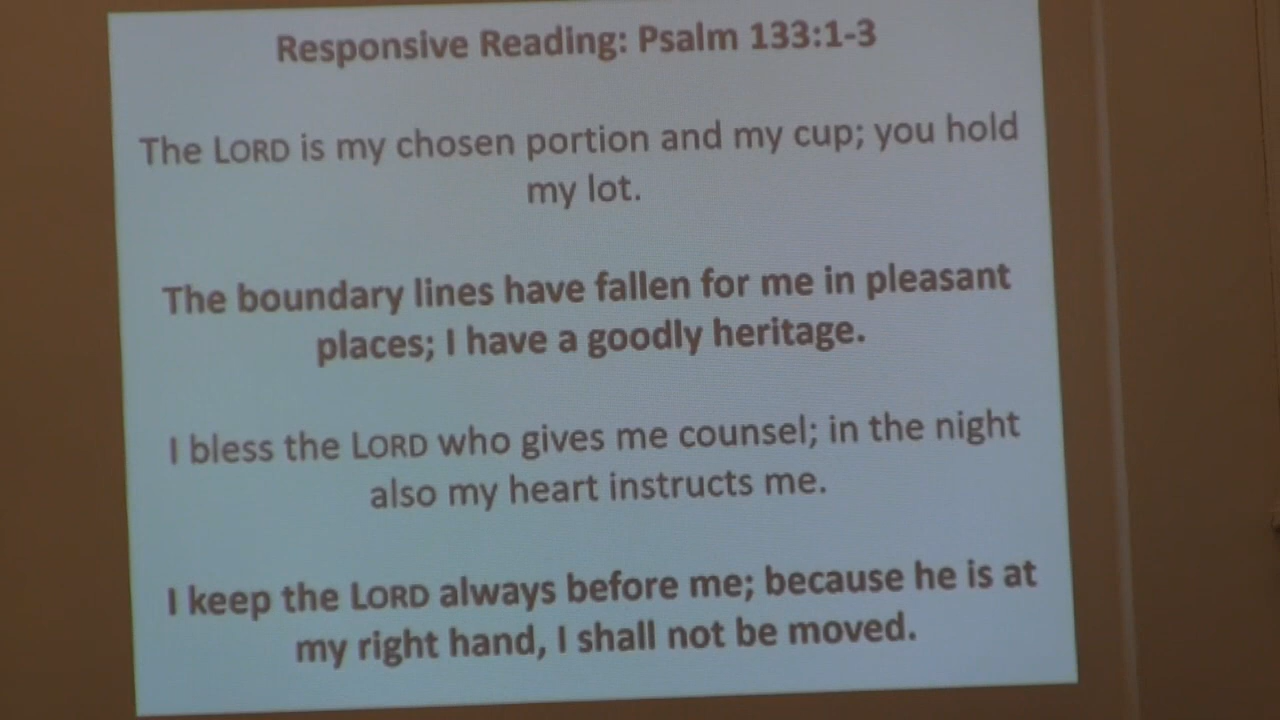 Responsive Reading: Psalm 133:1-3
The LORD is my chosen portion and my cup; you hold
my lot.
The boundary lines have fallen for me in pleasant
places; I have a goodly heritage.
I bless the LORD who gives me counsel; in the night
also my heart instructs me.
I keep the LORD always before me; because he is at
my right hand, I shall not be moved.